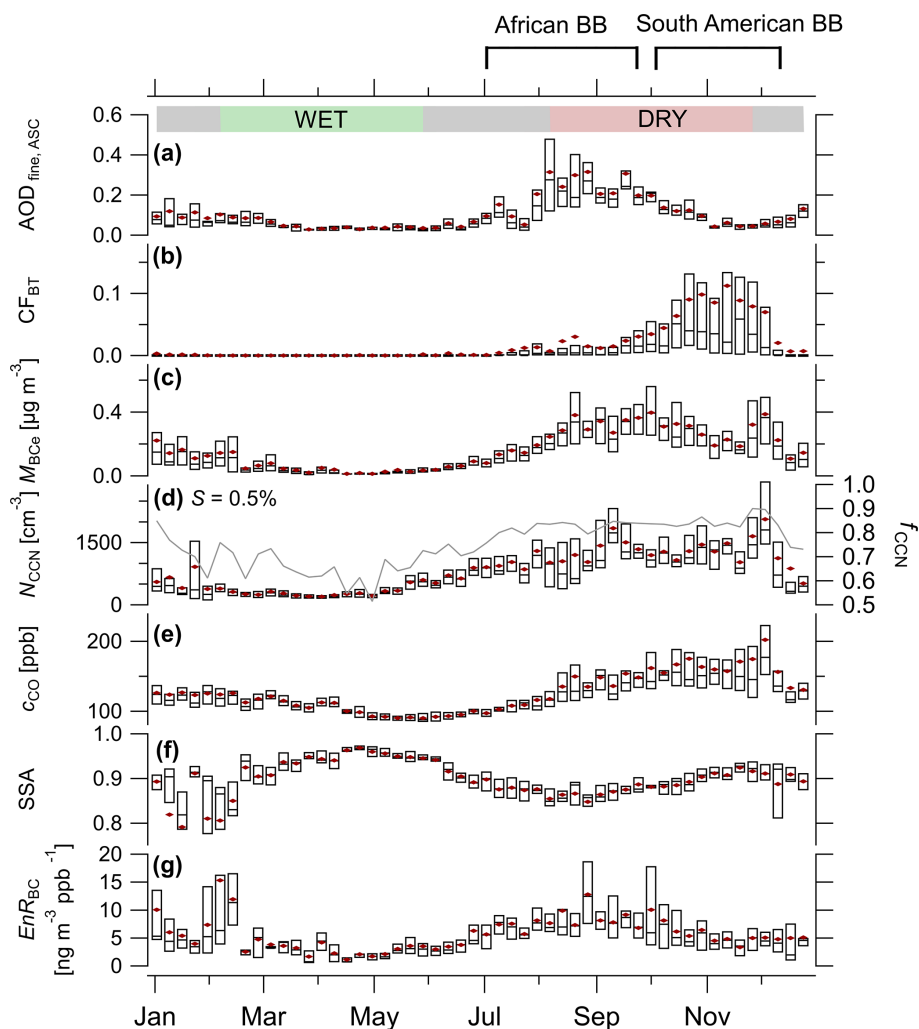 African BB South American BB
WET DRY
(a)
AOD fine, ASC
0.6
0.4
0.2
0.0
(b)
CF BT
0.1
0.0
(c)
M BCe [µg m-3]
0.4
0.0
(d) S = 0.5%
N CCN [cm-3]
1500
0
1.0
0.9
0.8
0.7
0.6
0.5
f CCN
(e)
c CO [ppb]
200
100
(f)
SSA
1.0
0.9
0.8
(g)
EnR BC
[ng m-3 ppb -1]
20
15
10
5
0
Jan Mar May Jul Sep Nov